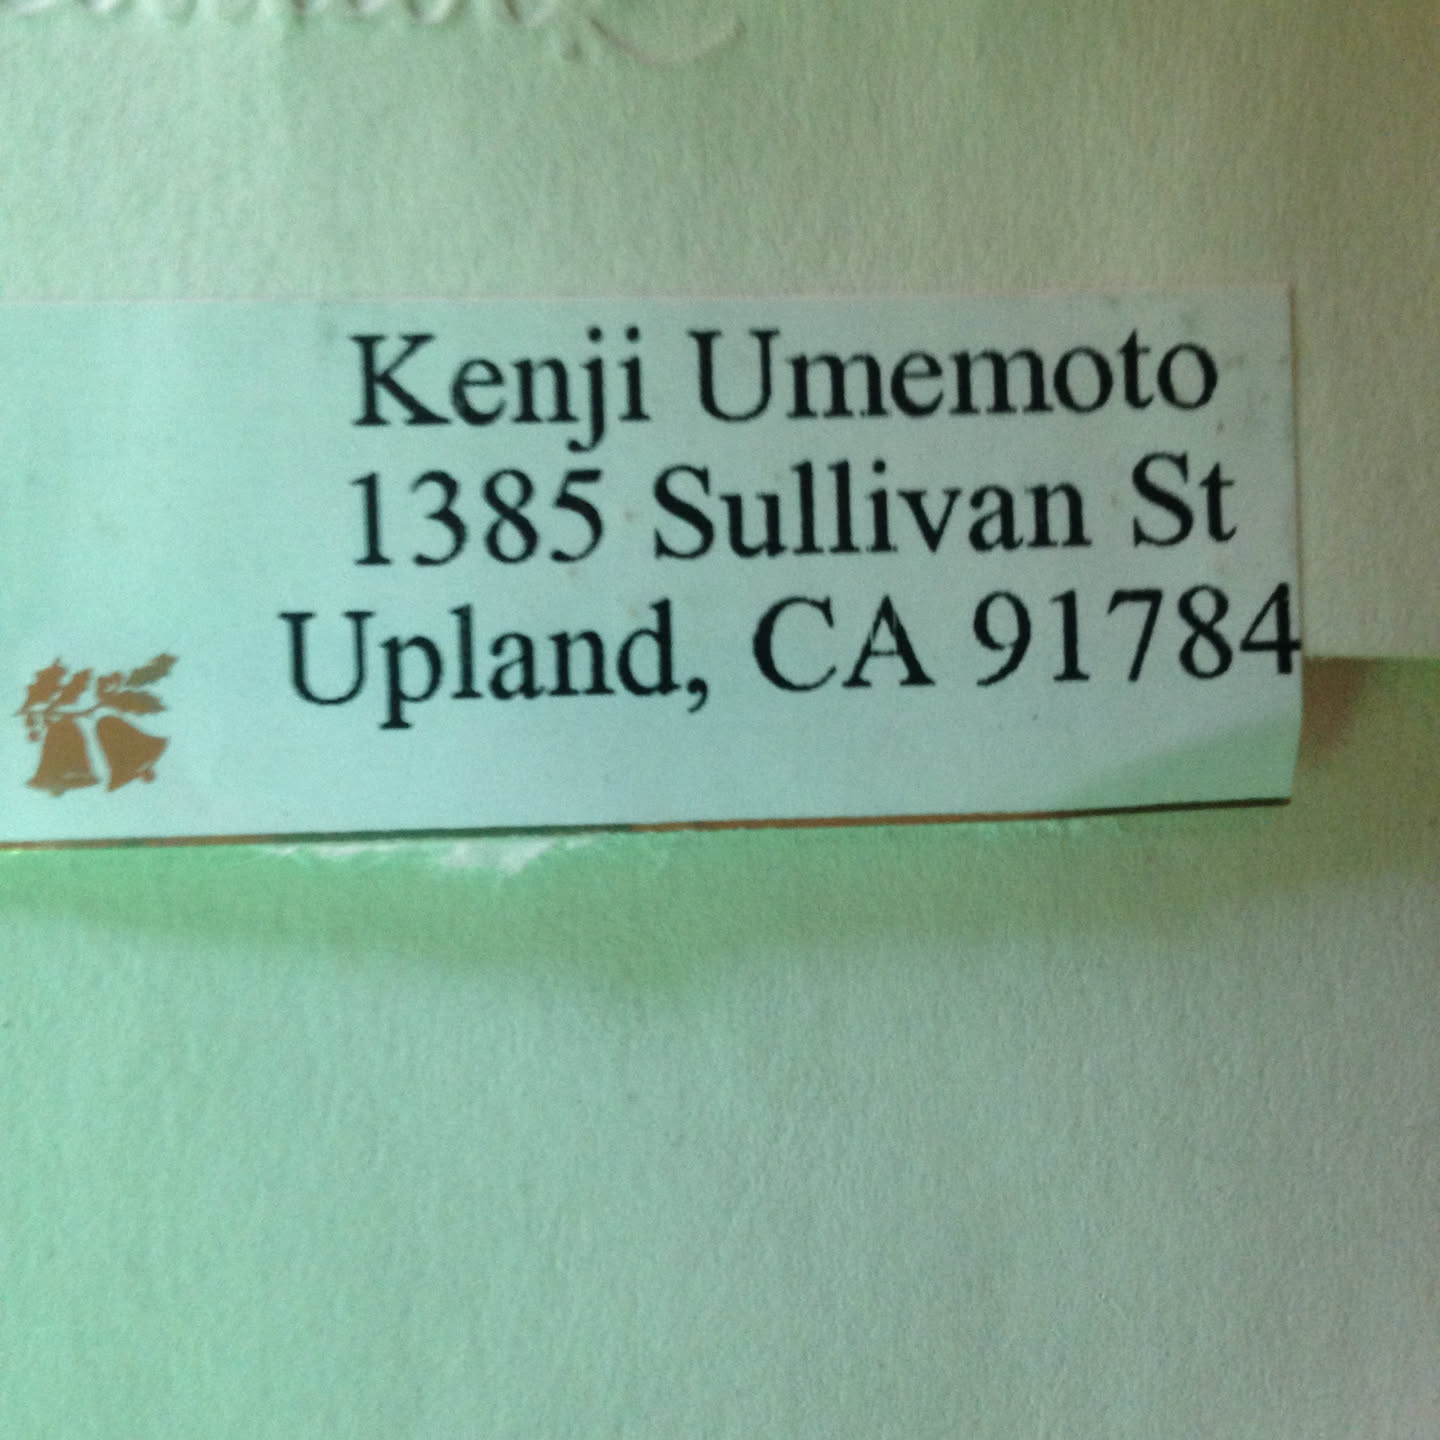 Kenji Umemoto
1385 Sullivan St
Upland, CA 91784